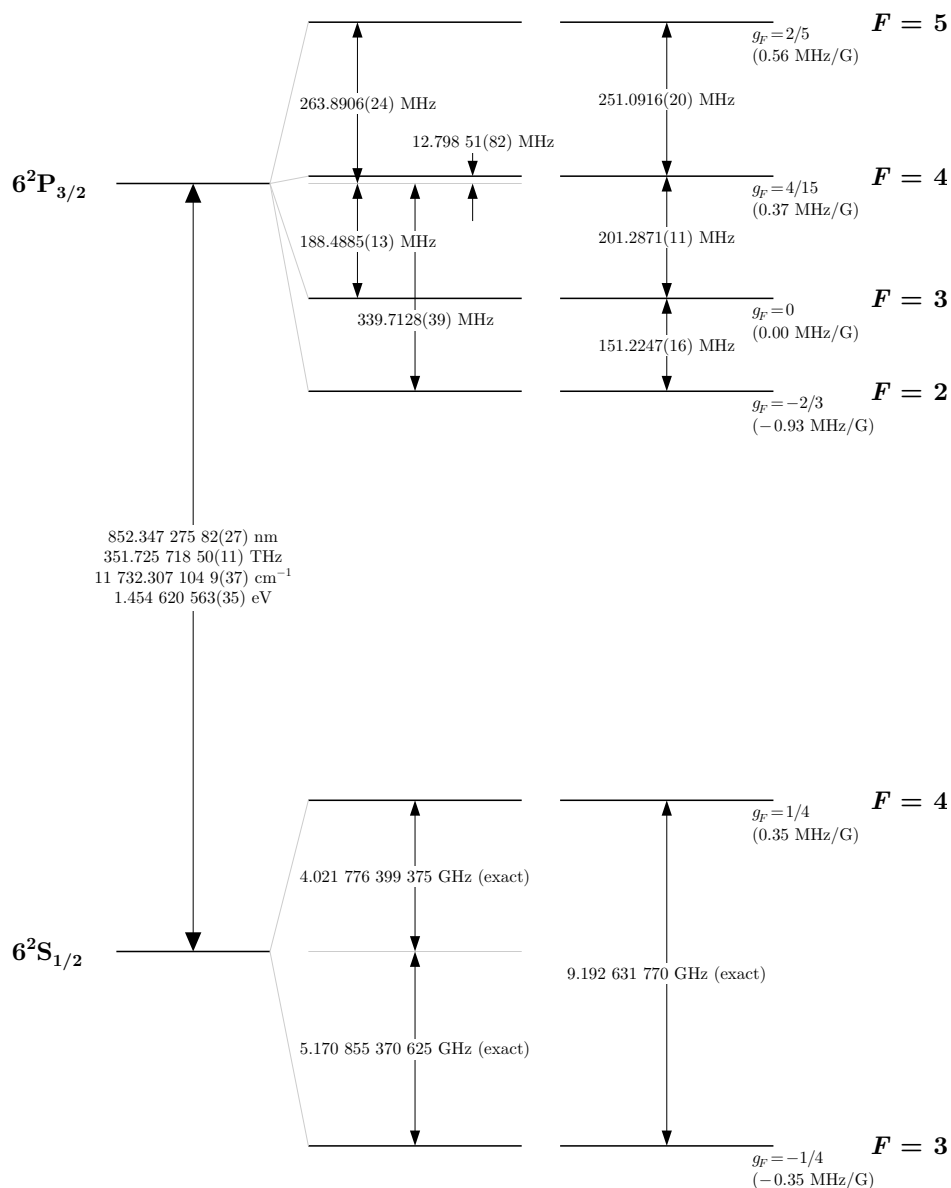 F = 5
g_F = 2/5
(0.56 MHz/G)
263.8906(24) MHz
251.0916(20) MHz
12.798 51(82) MHz
6²P₃/₂
F = 4
g_F = 4/15
(0.37 MHz/G)
188.4885(13) MHz
201.2871(11) MHz
F = 3
g_F = 0
(0.00 MHz/G)
339.7128(39) MHz
151.2247(16) MHz
F = 2
g_F = −2/3
(−0.93 MHz/G)
852.347 275 82(27) nm
351.725 718 50(11) THz
11 732.307 104 9(37) cm⁻¹
1.454 620 563(35) eV
F = 4
g_F = 1/4
(0.35 MHz/G)
4.021 776 399 375 GHz (exact)
6²S₁/₂
9.192 631 770 GHz (exact)
5.170 855 370 625 GHz (exact)
F = 3
g_F = −1/4
(−0.35 MHz/G)